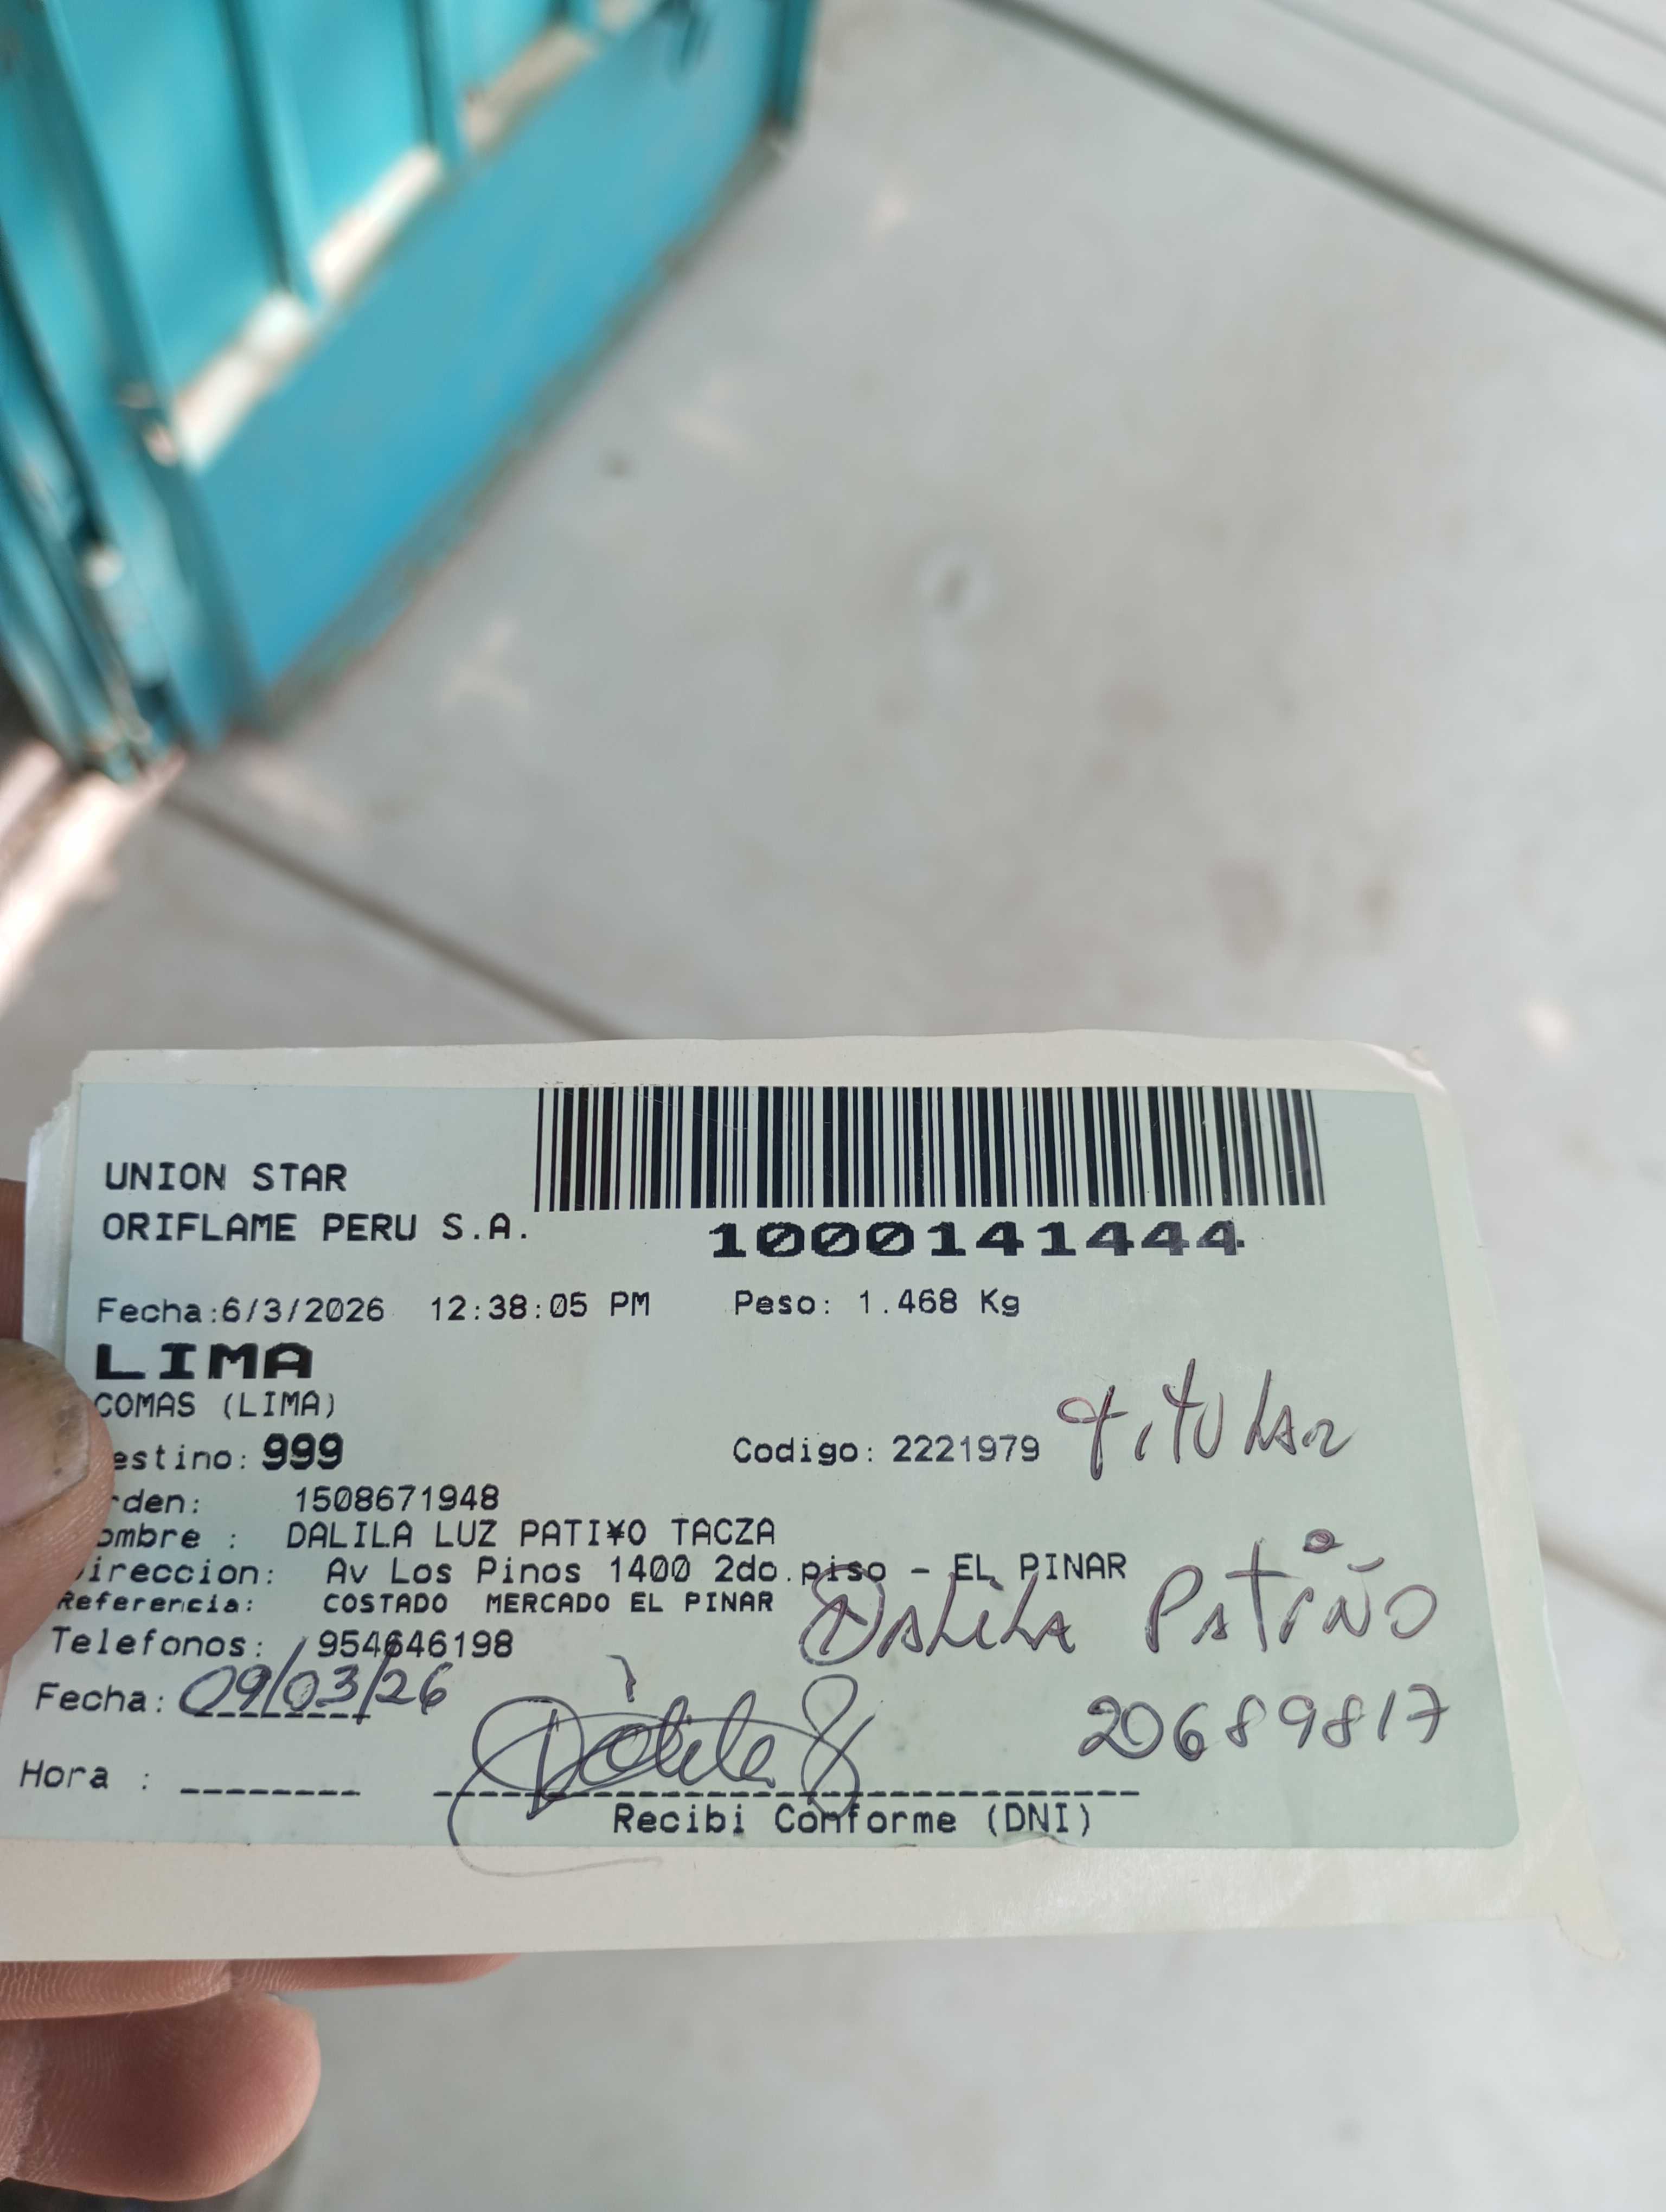 UNION STAR
ORIFLAME PERU S.A.
1000141444
Fecha:6/3/2026 12:38:05 PM Peso: 1.468 Kg
LIMA
COMAS (LIMA)
estino: 999 Codigo: 2221979 titular
rden: 1508671948
ombre : DALILA LUZ PATI¥O TACZA
ireccion: Av Los Pinos 1400 2do.piso - EL PINAR
Referencia: COSTADO MERCADO EL PINAR
DALILA PATIÑO
Telefonos: 954646198
Fecha: 09/03/26
20689817
Hora :
Recibi Conforme (DNI)